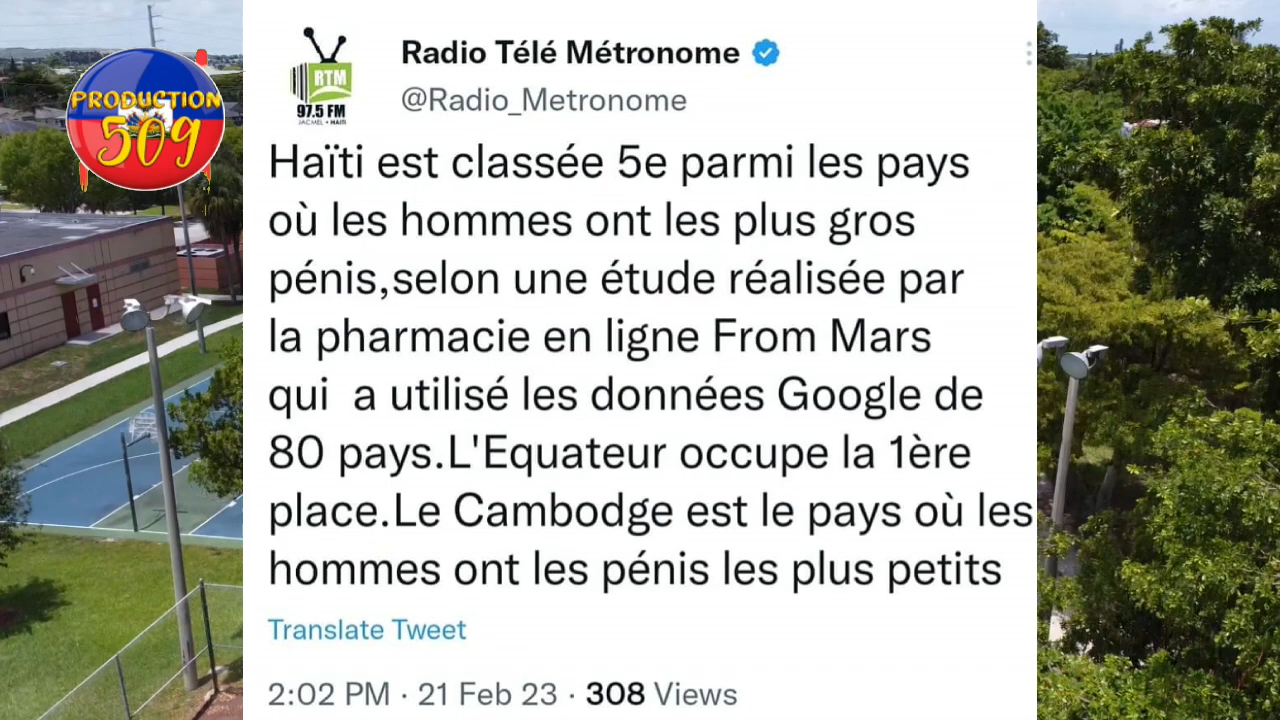 PRODUCTION
509
RTM
97.5 FM
JACMEL • HAITI
Radio Télé Métronome
@Radio_Metronome
Haïti est classée 5e parmi les pays
où les hommes ont les plus gros
pénis,selon une étude réalisée par
la pharmacie en ligne From Mars
qui  a utilisé les données Google de
80 pays.L'Equateur occupe la 1ère
place.Le Cambodge est le pays où les
hommes ont les pénis les plus petits
Translate Tweet
2:02 PM · 21 Feb 23 · 308 Views